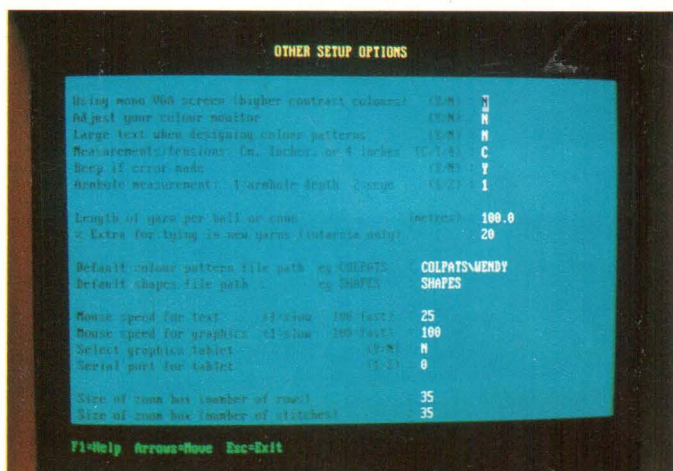 OTHER SETUP OPTIONS
Using mono VGA screen (higher contrast colours) (Y/N) : N
Adjust your colour monitor (Y/N) : N
Large text when designing colour patterns (Y/N) : N
Measurements/tensions: Cm, Inches, or 4 inches (C/I/4) : C
Beep if error made (Y/N) : Y
Armhole measurement: 1 armhole depth 2 (1/2) : 1
Length of yarn per ball or cone (metres) : 100.0
% Extra for tying in new yarns (intarsia only) 20
Default colour pattern file path eg COLPATS COLPATS\WENDY
Default shapes file path eg SHAPES SHAPES
Mouse speed for text (1=slow 100 fast) 25
Mouse speed for graphics (1=slow 100 fast) 100
Select graphics tablet (Y/N) N
Serial port for tablet 0
Size of zoom box (number of rows) 35
Size of zoom box (number of stitches) 35
F1=Help Arrows=Move Esc=Exit